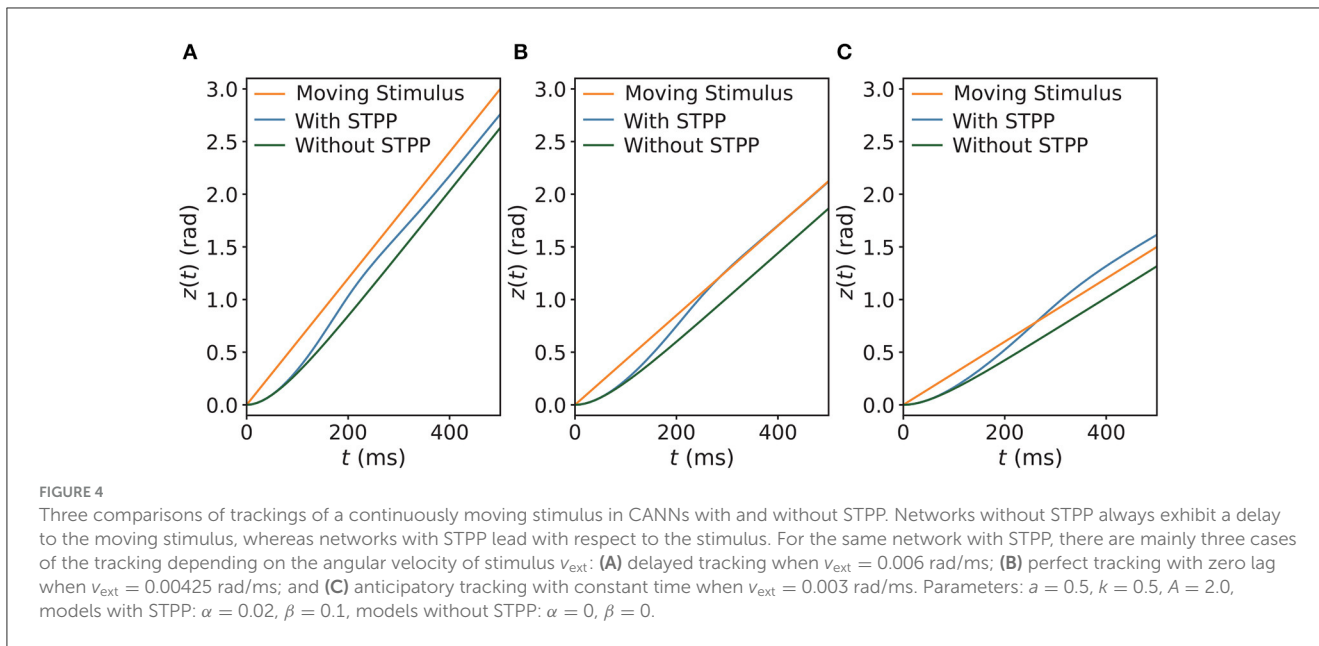 A
B
C
3.0
2.5
2.0
1.5
1.0
0.5
0.0
z(t) (rad)
Moving Stimulus
With STPP
Without STPP
0 200 400
t (ms)
3.0
2.5
2.0
1.5
1.0
0.5
0.0
z(t) (rad)
Moving Stimulus
With STPP
Without STPP
0 200 400
t (ms)
3.0
2.5
2.0
1.5
1.0
0.5
0.0
z(t) (rad)
Moving Stimulus
With STPP
Without STPP
0 200 400
t (ms)
FIGURE 4
Three comparisons of trackings of a continuously moving stimulus in CANNs with and without STPP. Networks without STPP always exhibit a delay
to the moving stimulus, whereas networks with STPP lead with respect to the stimulus. For the same network with STPP, there are mainly three cases
of the tracking depending on the angular velocity of stimulus vext: (A) delayed tracking when vext = 0.006 rad/ms; (B) perfect tracking with zero lag
when vext = 0.00425 rad/ms; and (C) anticipatory tracking with constant time when vext = 0.003 rad/ms. Parameters: a = 0.5, k = 0.5, A = 2.0,
models with STPP: α = 0.02, β = 0.1, models without STPP: α = 0, β = 0.